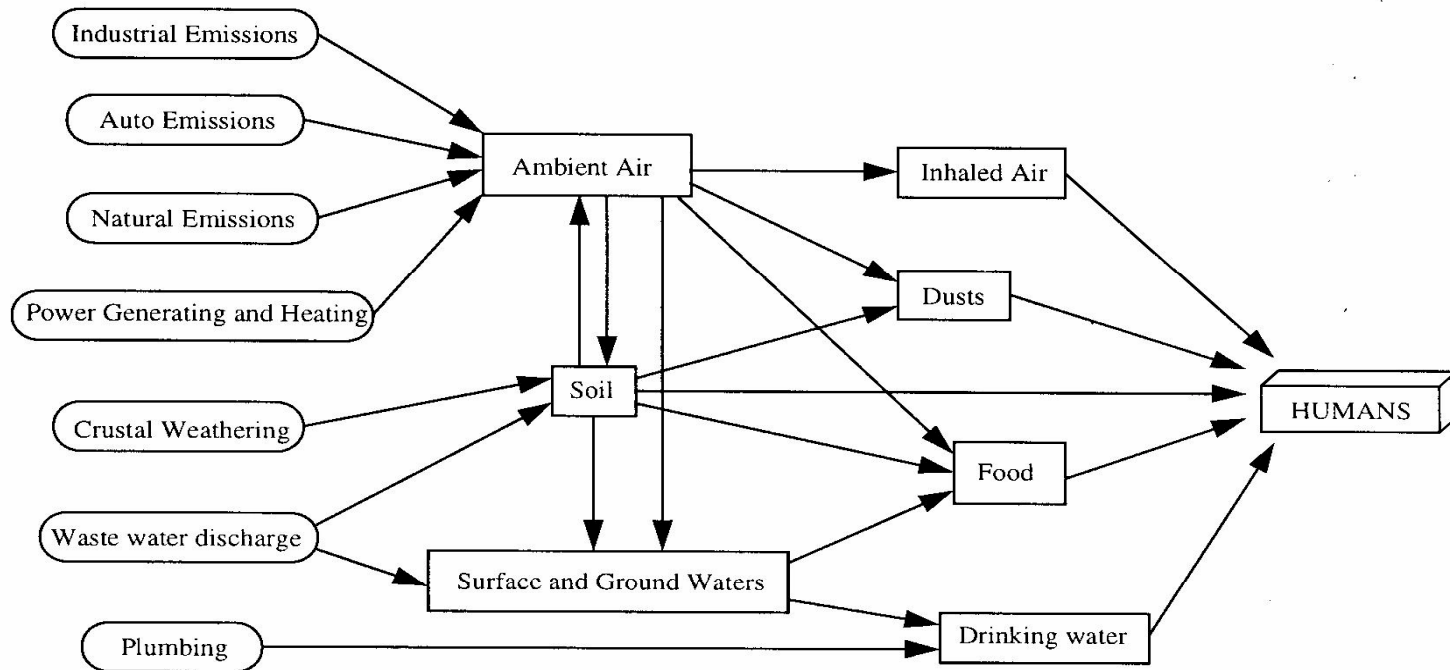 Industrial Emissions
Auto Emissions
Ambient Air
Inhaled Air
Natural Emissions
Dusts
Power Generating and Heating
Soil
HUMANS
Crustal Weathering
Food
Waste water discharge
Surface and Ground Waters
Drinking water
Plumbing